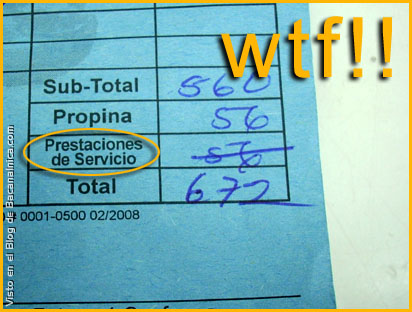 wtf!!
Sub-Total 560
Propina 56
Prestaciones
de Servicio 56
Total 672
# 0001-0500 02/2008
Visto en el Blog de Bacanalnica.com